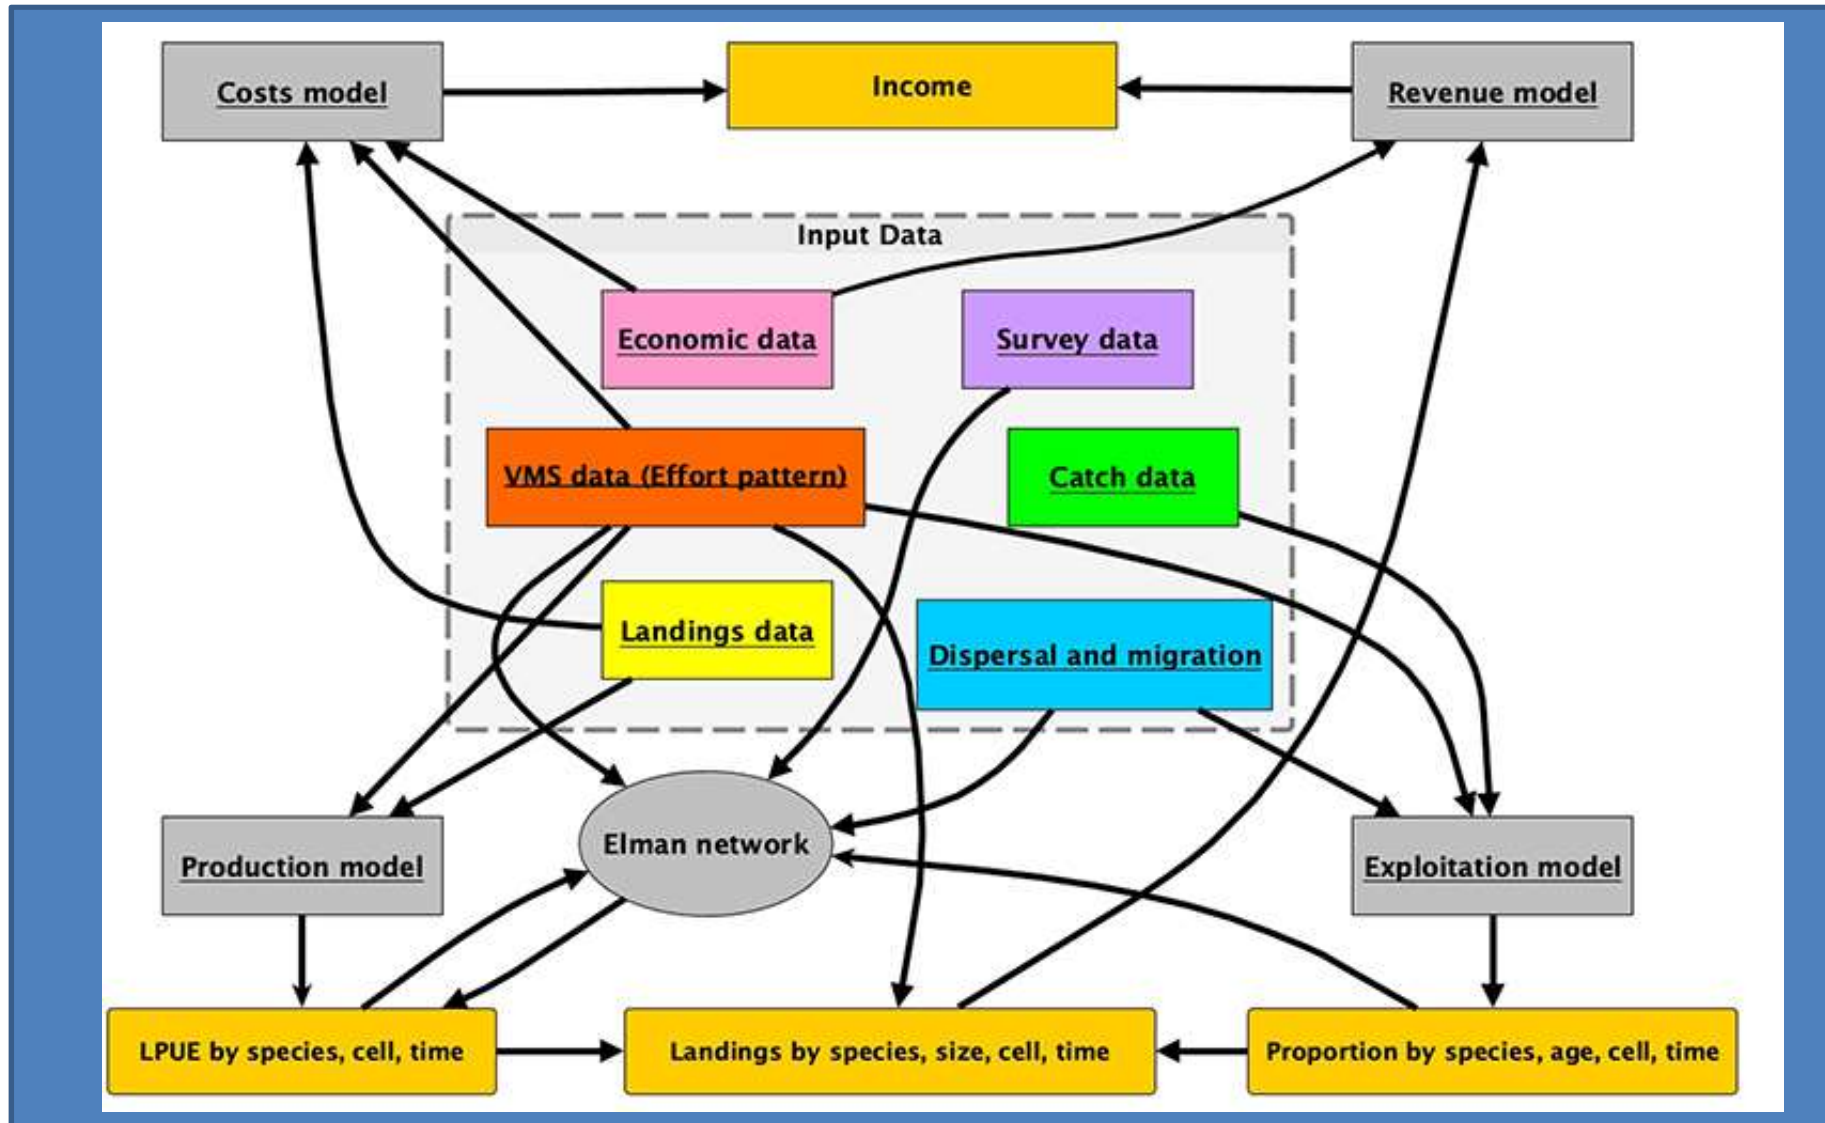 Costs model
Income
Revenue model
Input Data
Economic data
Survey data
VMS data (Effort pattern)
Catch data
Landings data
Dispersal and migration
Production model
Elman network
Exploitation model
LPUE by species, cell, time
Landings by species, size, cell, time
Proportion by species, age, cell, time